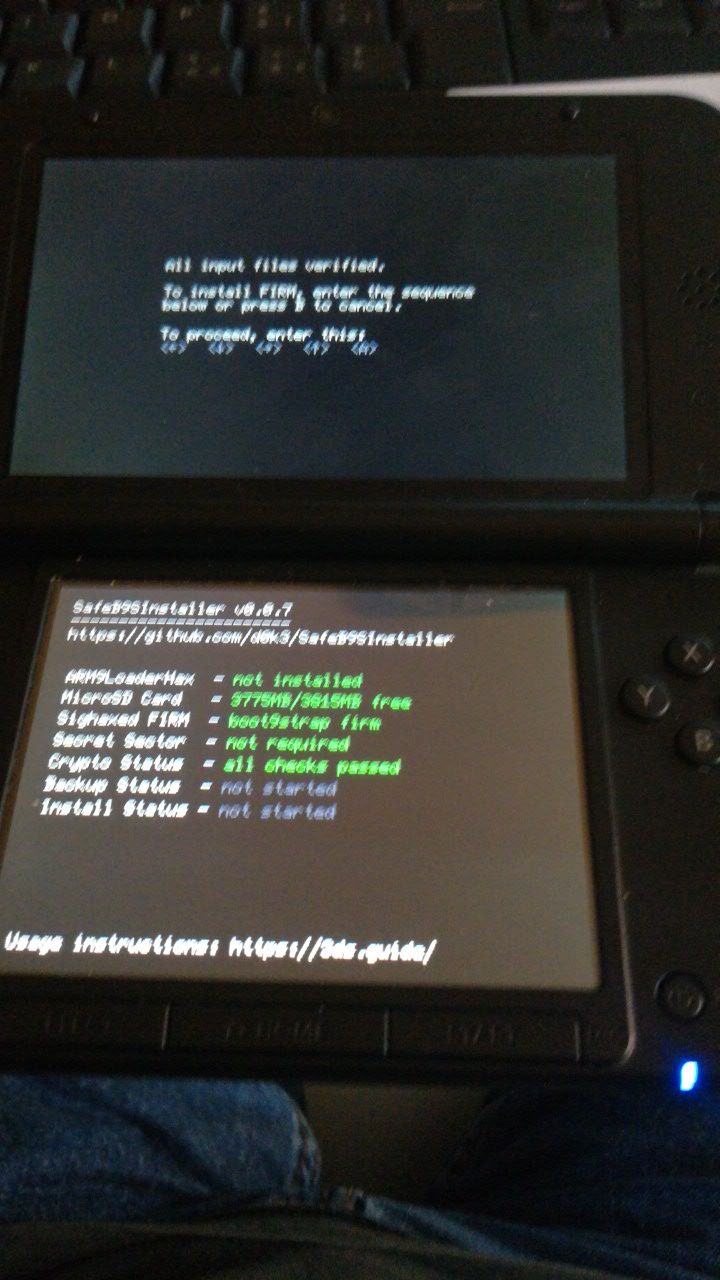 All input files verified.
To install FIRM, enter the sequence
below or press B to cancel.
To proceed, enter this:
SafeB9SInstaller v0.0.7
=====================
https://github.com/d0k3/SafeB9SInstaller
ARM9LoaderHax = not installed
MicroSD Card = 3775MB/3815MB free
Sighaxed FIRM = boot9strap firm
Secret Sector = not required
Crypto Status = all checks passed
Backup Status = not started
Install Status = not started
Usage instructions: https://3ds.guide/
X
Y
B